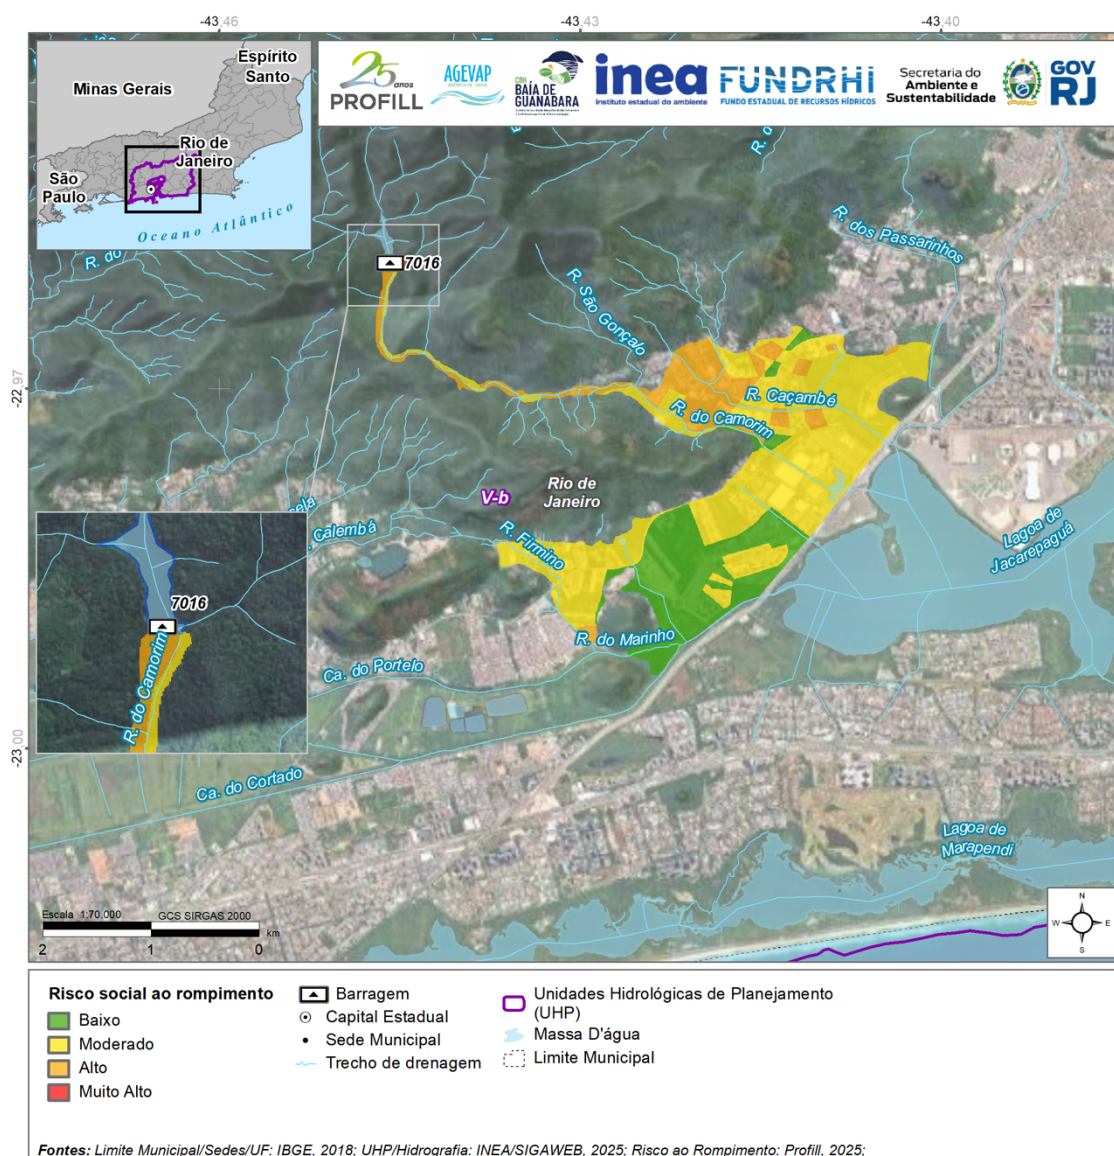 -43,46
-43,43
-43,40
Espírito
Santo
Minas Gerais
Rio de
Janeiro
São
Paulo
Oceano Atlântico
25 anos
PROFILL
AGEVAP
CBH
BAÍA DE
GUANABARA
inea
instituto estadual do ambiente
FUNDRHI
FUNDO ESTADUAL DE RECURSOS HÍDRICOS
Secretaria do
Ambiente e
Sustentabilidade
GOV
RJ
R. do
R. d
R. dos Passarinhos
7016
R. São Gonçalo
-22,97
R. Caçambé
R. do Camorim
V-b
Rio de
Janeiro
sela
Calembá
R. Firmino
Lagoa de
Jacarepaguá
7016
R. do Camorim
R. do Marinho
Ca. do Portelo
-23,00
Ca. do Cortado
Lagoa de
Marapendi
Escala 1:70.000 GCS SIRGAS 2000
km
2 1 0
N
W E
S
Risco social ao rompimento
Baixo
Moderado
Alto
Muito Alto
Barragem
Capital Estadual
Sede Municipal
Trecho de drenagem
Unidades Hidrológicas de Planejamento
(UHP)
Massa D'água
Limite Municipal
Fontes: Limite Municipal/Sedes/UF: IBGE, 2018; UHP/Hidrografia: INEA/SIGAWEB, 2025; Risco ao Rompimento: Profill, 2025;